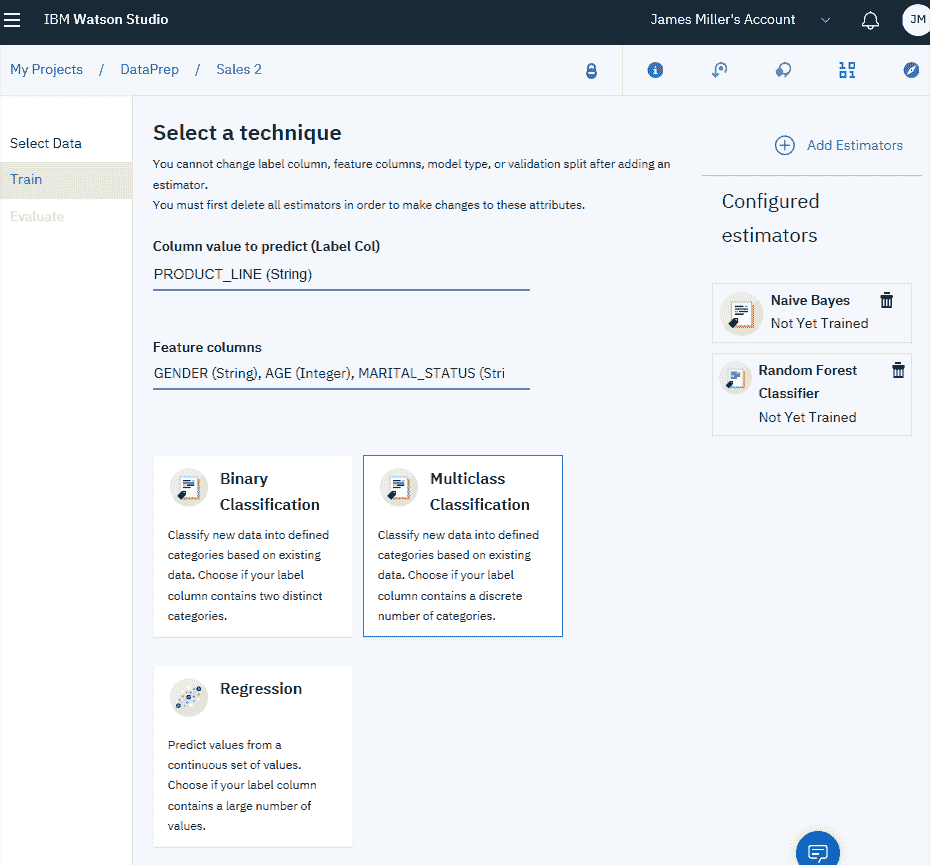 IBM Watson Studio
James Miller's Account
JM
My Projects / DataPrep / Sales 2
Select Data
Train
Evaluate
Select a technique
You cannot change label column, feature columns, model type, or validation split after adding an
estimator.
You must first delete all estimators in order to make changes to these attributes.
Column value to predict (Label Col)
PRODUCT_LINE (String)
Feature columns
GENDER (String), AGE (Integer), MARITAL_STATUS (Stri
Binary
Classification
Classify new data into defined
categories based on existing
data. Choose if your label
column contains two distinct
categories.
Multiclass
Classification
Classify new data into defined
categories based on existing
data. Choose if your label
column contains a discrete
number of categories.
Regression
Predict values from a
continuous set of values.
Choose if your label column
contains a large number of
values.
Add Estimators
Configured
estimators
Naive Bayes
Not Yet Trained
Random Forest
Classifier
Not Yet Trained